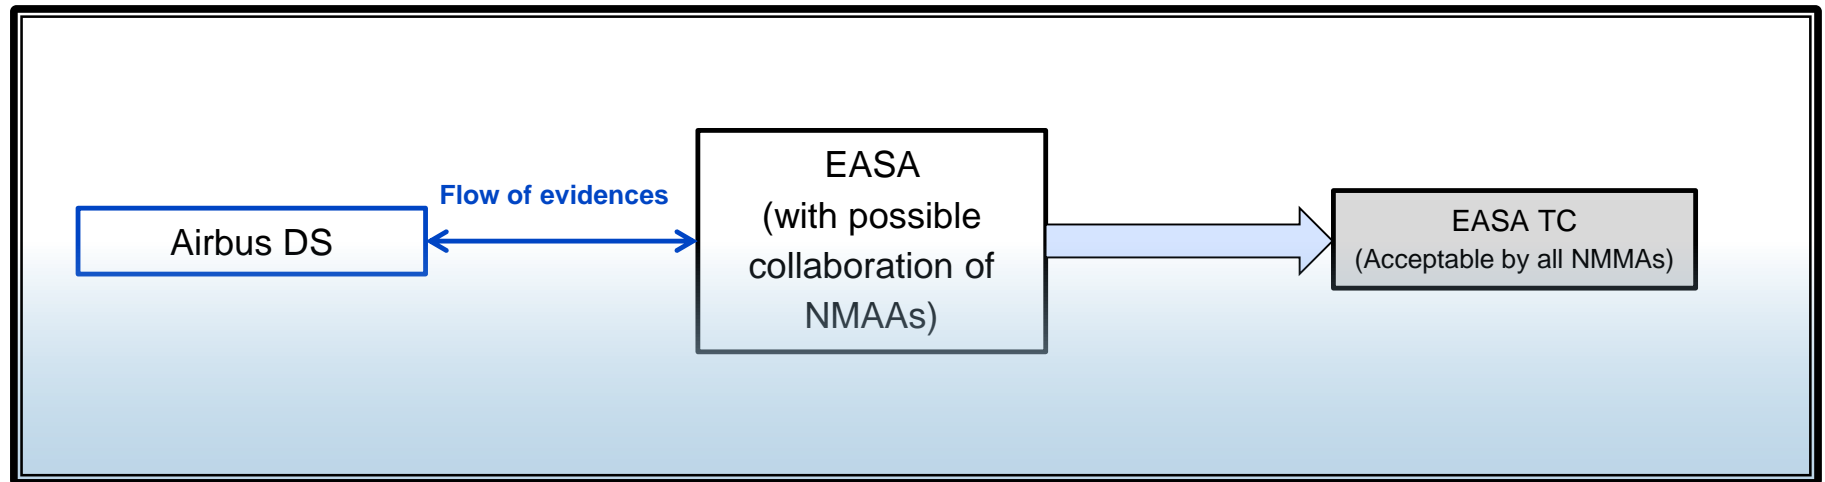 Airbus DS
Flow of evidences
EASA
(with possible
collaboration of
NMAAs)
EASA TC
(Acceptable by all NMMAs)